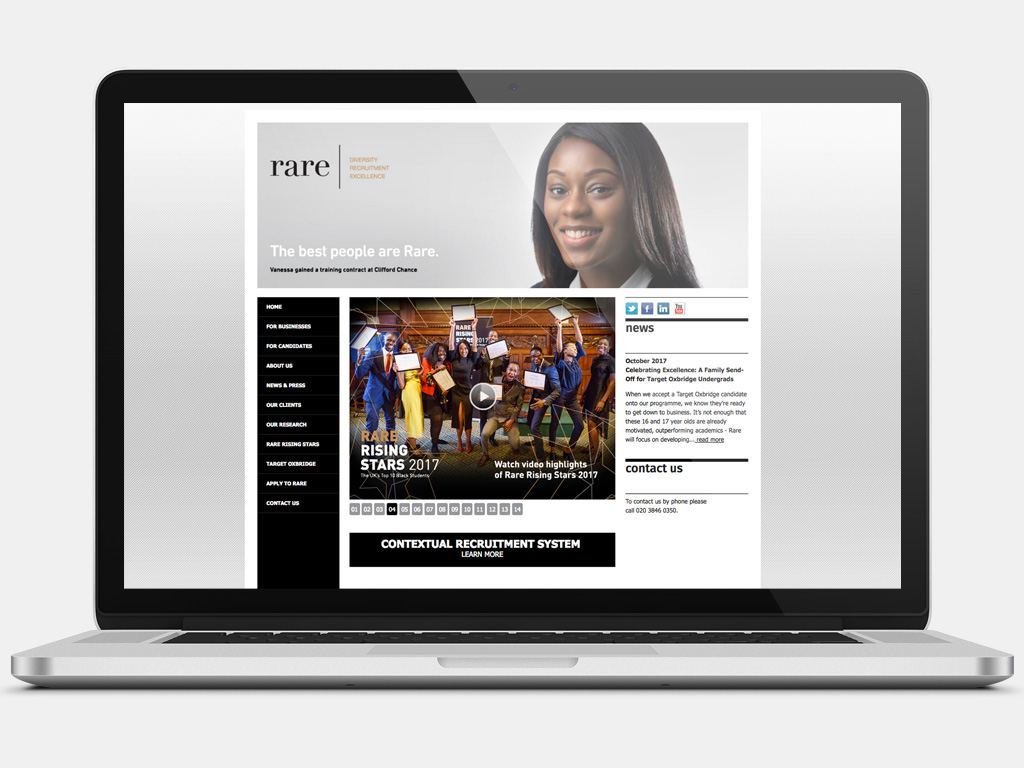 rare
DIVERSITY
RECRUITMENT
EXCELLENCE
The best people are Rare.
Vanessa gained a training contract at Clifford Chance
HOME
FOR BUSINESSES
FOR CANDIDATES
ABOUT US
NEWS & PRESS
OUR CLIENTS
OUR RESEARCH
RARE RISING STARS
TARGET OXBRIDGE
APPLY TO RARE
CONTACT US
RARE
RISING
STARS 2017
RARE
RISING
STARS 2017
The UK's Top 10 Black Students
Watch video highlights
of Rare Rising Stars 2017
01 02 03 04 05 06 07 08 09 10 11 12 13 14
CONTEXTUAL RECRUITMENT SYSTEM
LEARN MORE
You
Tube
news
October 2017
Celebrating Excellence: A Family Send-
Off for Target Oxbridge Undergrads
When we accept a Target Oxbridge candidate
onto our programme, we know they're ready
to get down to business. It's not enough that
these 16 and 17 year olds are already
motivated, outperforming academics - Rare
will focus on developing... read more
contact us
To contact us by phone please
call 020 3846 0350.